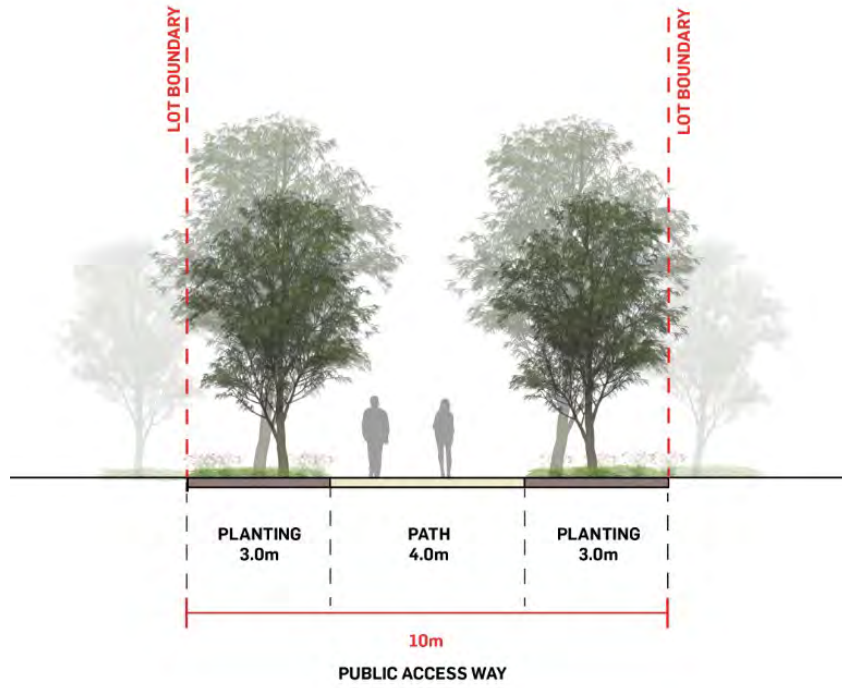 LOT BOUNDARY
LOT BOUNDARY
PLANTING
3.0m
PATH
4.0m
PLANTING
3.0m
10m
PUBLIC ACCESS WAY